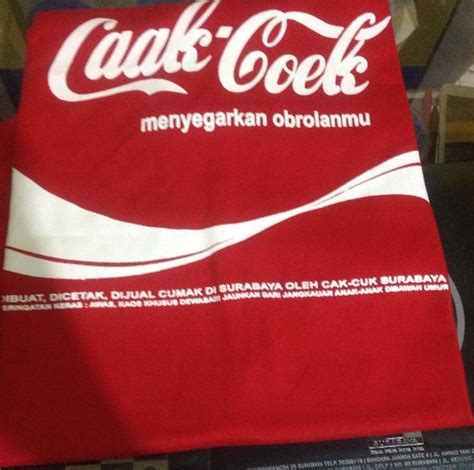 Caak-Coek
menyegarkan obrolanmu
DIBUAT, DICETAK, DIJUAL CUMAK DI SURABAYA OLEH CAK-CUK SURABAYA
PERINGATAN KERAS : AWAS, KAOS KHUSUS DEWASA!!! JAUHKAN DARI JANGKAUAN ANAK-ANAK DIBAWAH UMUR
SURABAYA